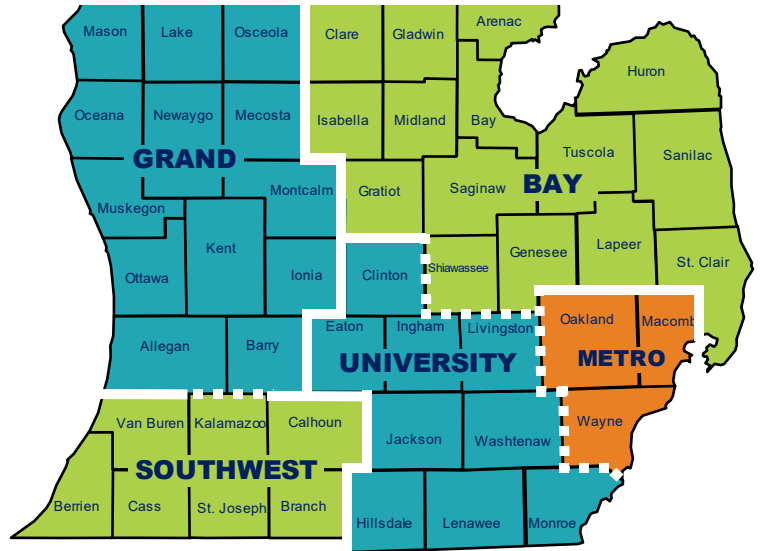 Mason
Lake
Osceola
Clare
Gladwin
Arenac
Huron
Oceana
Newaygo
Mecosta
Isabella
Midland
Bay
Tuscola
Sanilac
GRAND
BAY
Montcalm
Gratiot
Saginaw
Muskegon
Kent
Ottawa
Ionia
Clinton
Shiawassee
Genesee
Lapeer
St. Clair
Allegan
Barry
Eaton
Ingham
Livingston
Oakland
Macomb
UNIVERSITY
METRO
Van Buren
Kalamazoo
Calhoun
Jackson
Washtenaw
Wayne
SOUTHWEST
Berrien
Cass
St. Joseph
Branch
Hillsdale
Lenawee
Monroe